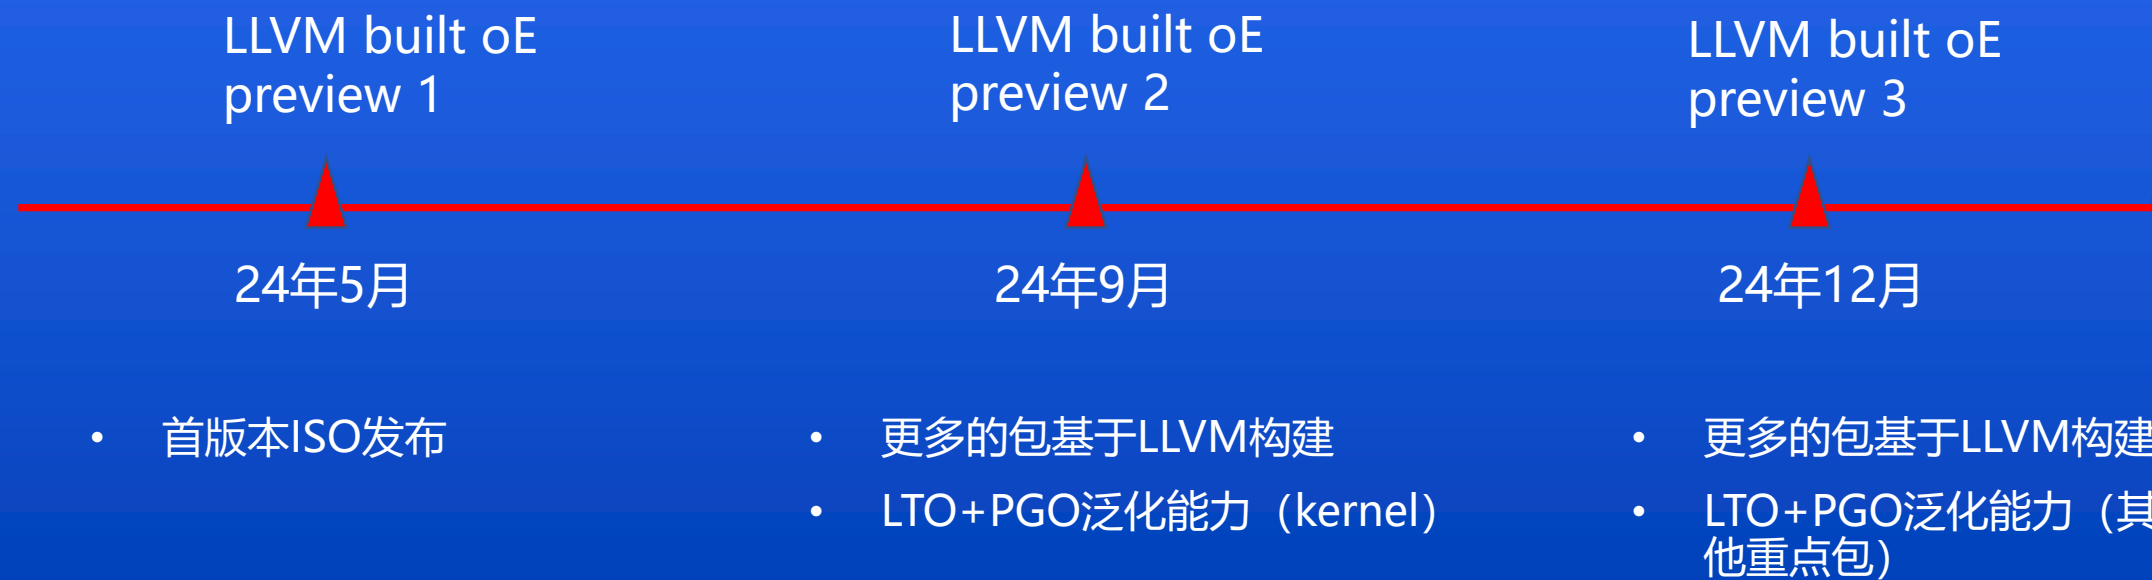 LLVM built oE
preview 1
LLVM built oE
preview 2
LLVM built oE
preview 3
24年5月
24年9月
24年12月
• 首版本ISO发布
• 更多的包基于LLVM构建
• LTO+PGO泛化能力（kernel）
• 更多的包基于LLVM构建
• LTO+PGO泛化能力（其
他重点包）